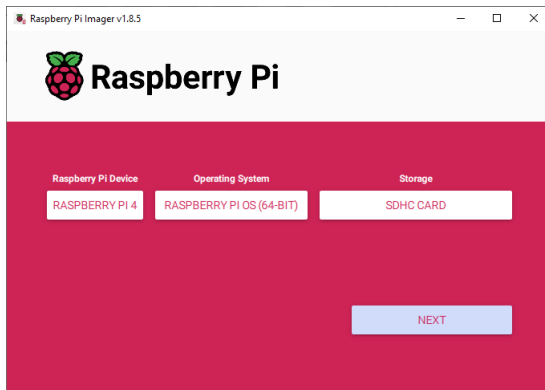 Raspberry Pi Imager v1.8.5
Raspberry Pi
Raspberry Pi Device Operating System Storage
RASPBERRY PI 4 RASPBERRY PI OS (64-BIT) SDHC CARD
NEXT